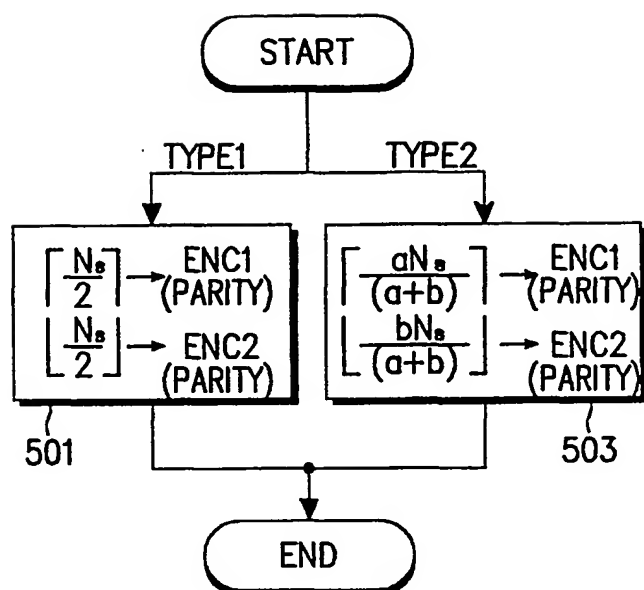 START
TYPE1
TYPE2
⌈Ns/2⌉ → ENC1
(PARITY)
⌊Ns/2⌋ → ENC2
(PARITY)
⌈aNs/(a+b)⌉ → ENC1
(PARITY)
⌊bNs/(a+b)⌋ → ENC2
(PARITY)
501
503
END